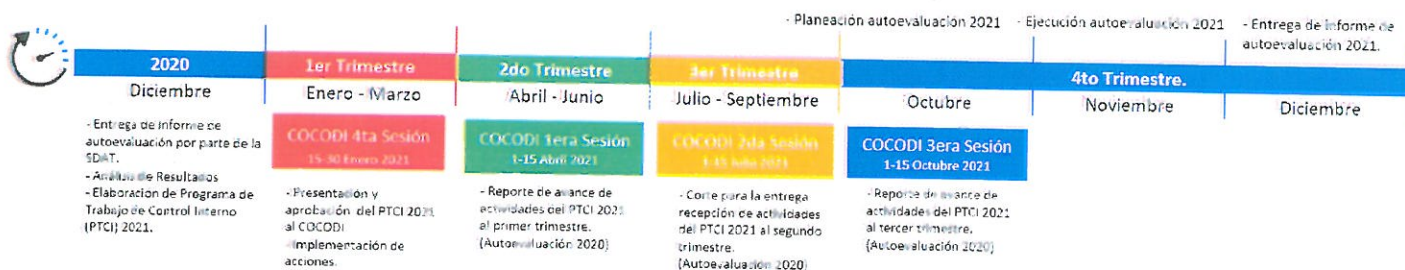 - Planeación autoevaluación 2021
- Ejecución autoevaluación 2021
- Entrega de informe de
autoevaluación 2021.
2020
1er Trimestre
2do Trimestre
3er Trimestre
4to Trimestre.
Diciembre
Enero - Marzo
Abril - Junio
Julio - Septiembre
Octubre
Noviembre
Diciembre
- Entrega de informe de
autoevaluación por parte de la
SDAT.
- Análisis de Resultados
- Elaboración de Programa de
Trabajo de Control Interno
(PTCI) 2021.
COCODI 4ta Sesión
15-30 Enero 2021
- Presentación y
aprobación del PTCI 2021
al COCODI
-Implementación de
acciones.
COCODI 1era Sesión
1-15 Abril 2021
- Reporte de avance de
actividades del PTCI 2021
al primer trimestre.
(Autoevaluación 2020)
COCODI 2da Sesión
1-15 Julio 2021
- Corte para la entrega
recepción de actividades
del PTCI 2021 al segundo
trimestre.
(Autoevaluación 2020)
COCODI 3era Sesión
1-15 Octubre 2021
- Reporte de avance de
actividades del PTCI 2021
al tercer trimestre.
(Autoevaluación 2020)